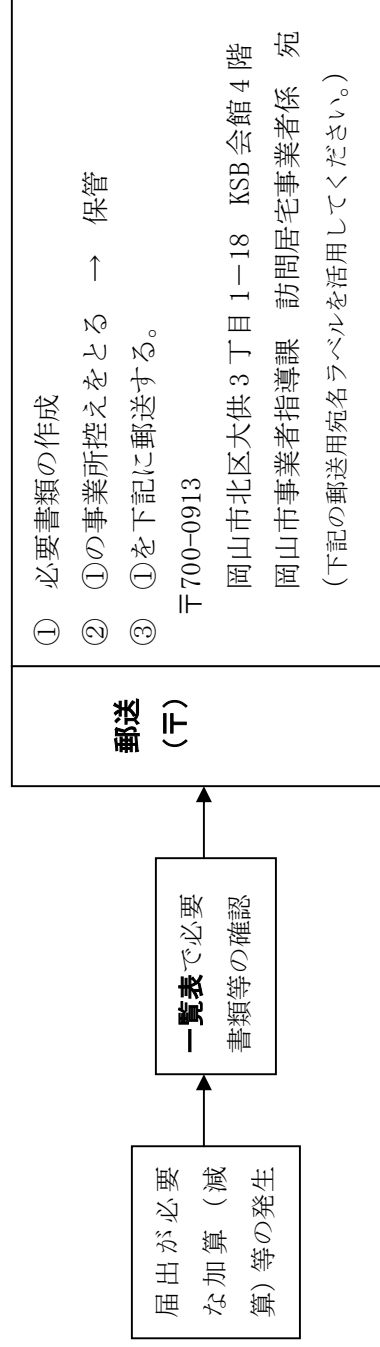 届出が必要
な加算（減
算）等の発生
一覧表で必要
書類等の確認
郵送
（〒）
① 必要書類の作成
② ①の事業所控えをとる → 保管
③ ①を下記に郵送する。
〒700-0913
岡山市北区大供３丁目１－18 KSB会館４階
岡山市事業者指導課 訪問居宅事業者係 宛
（下記の郵送用宛名ラベルを活用してください。）